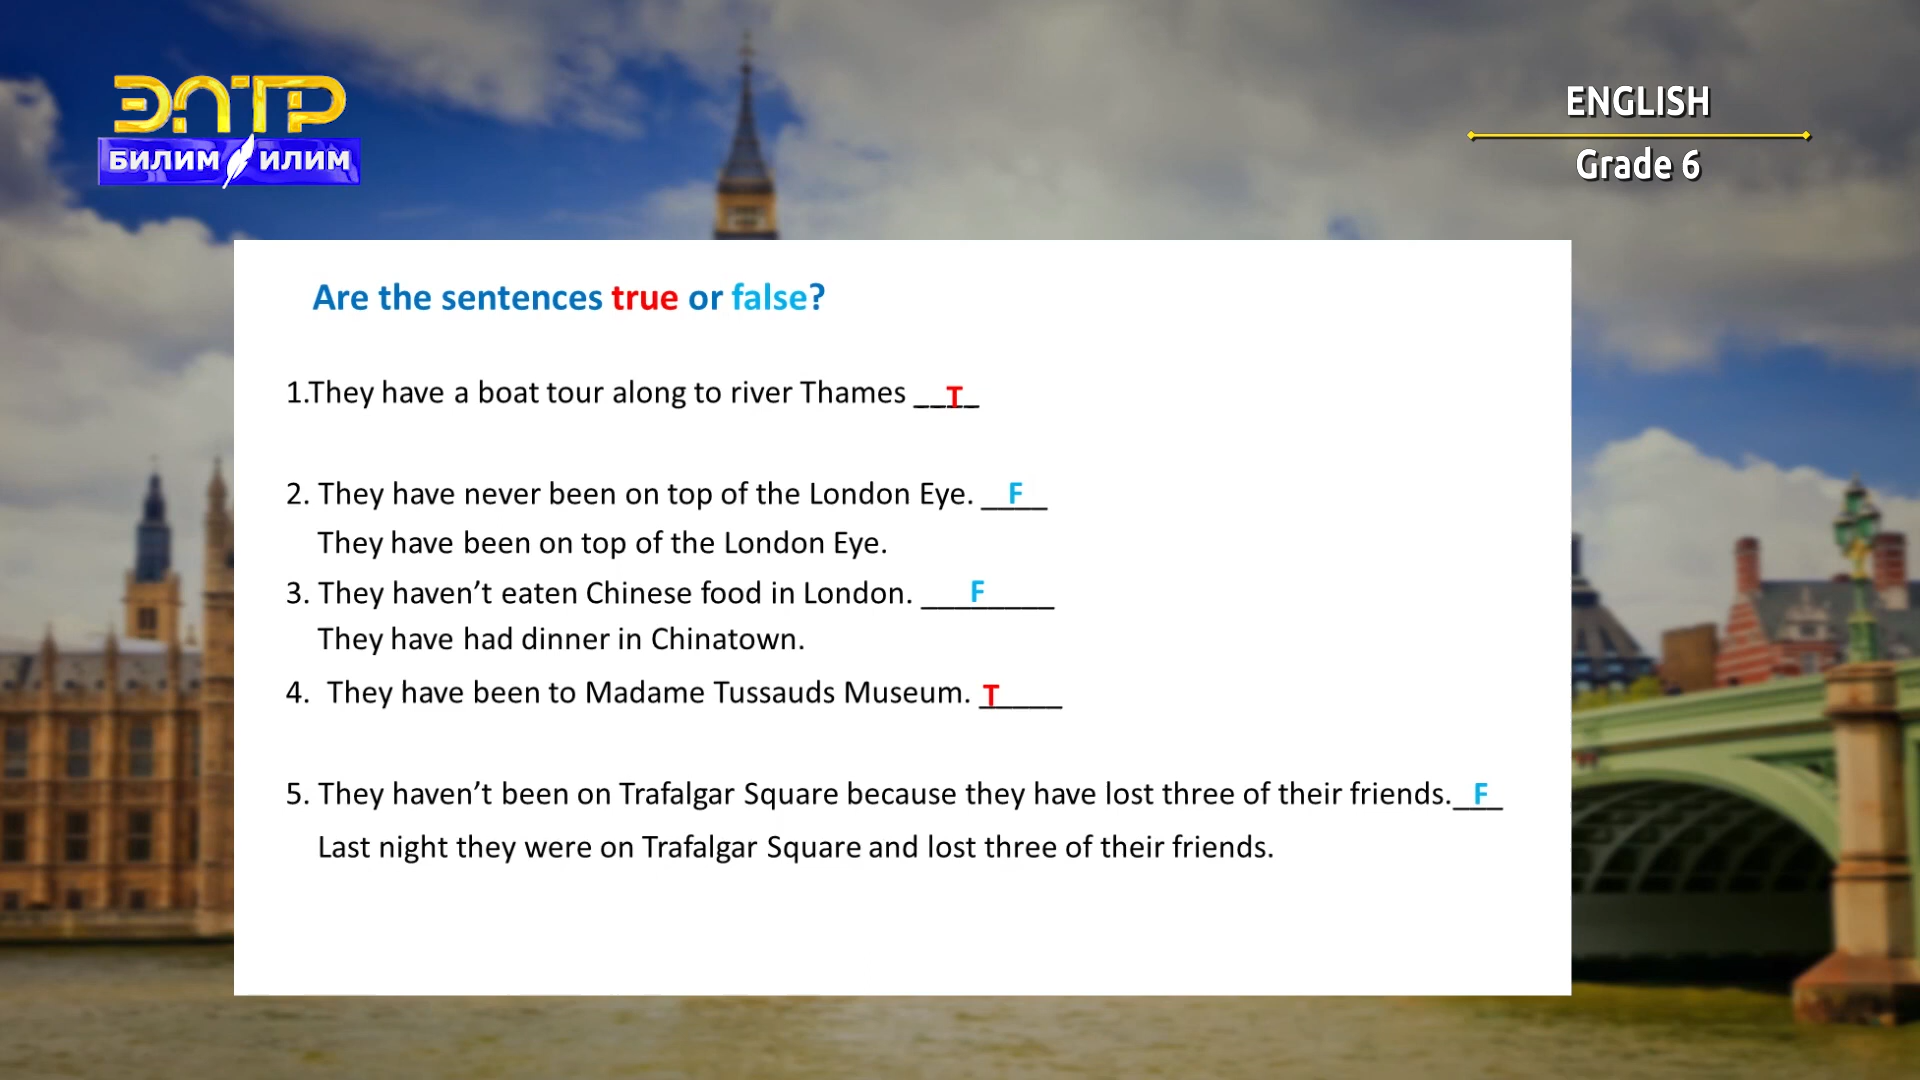 ЭЛТР
БИЛИМ ИЛИМ
ENGLISH
Grade 6
Are the sentences true or false?
1.They have a boat tour along to river Thames __T__
2. They have never been on top of the London Eye. __F__
They have been on top of the London Eye.
3. They haven’t eaten Chinese food in London. ___F____
They have had dinner in Chinatown.
4. They have been to Madame Tussauds Museum. T____
5. They haven’t been on Trafalgar Square because they have lost three of their friends._F_
Last night they were on Trafalgar Square and lost three of their friends.